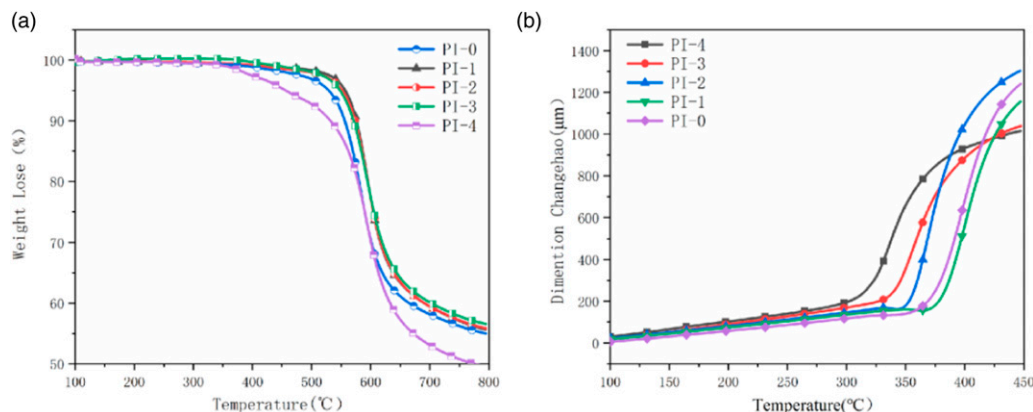 (a)
100
90
80
70
60
50
Weight Lose (%)
PI-0
PI-1
PI-2
PI-3
PI-4
100 200 300 400 500 600 700 800
Temperature(℃)
(b)
1400
1200
1000
800
600
400
200
0
Dimention Changehao(μm)
PI-4
PI-3
PI-2
PI-1
PI-0
100 150 200 250 300 350 400 450
Temperature(°C)